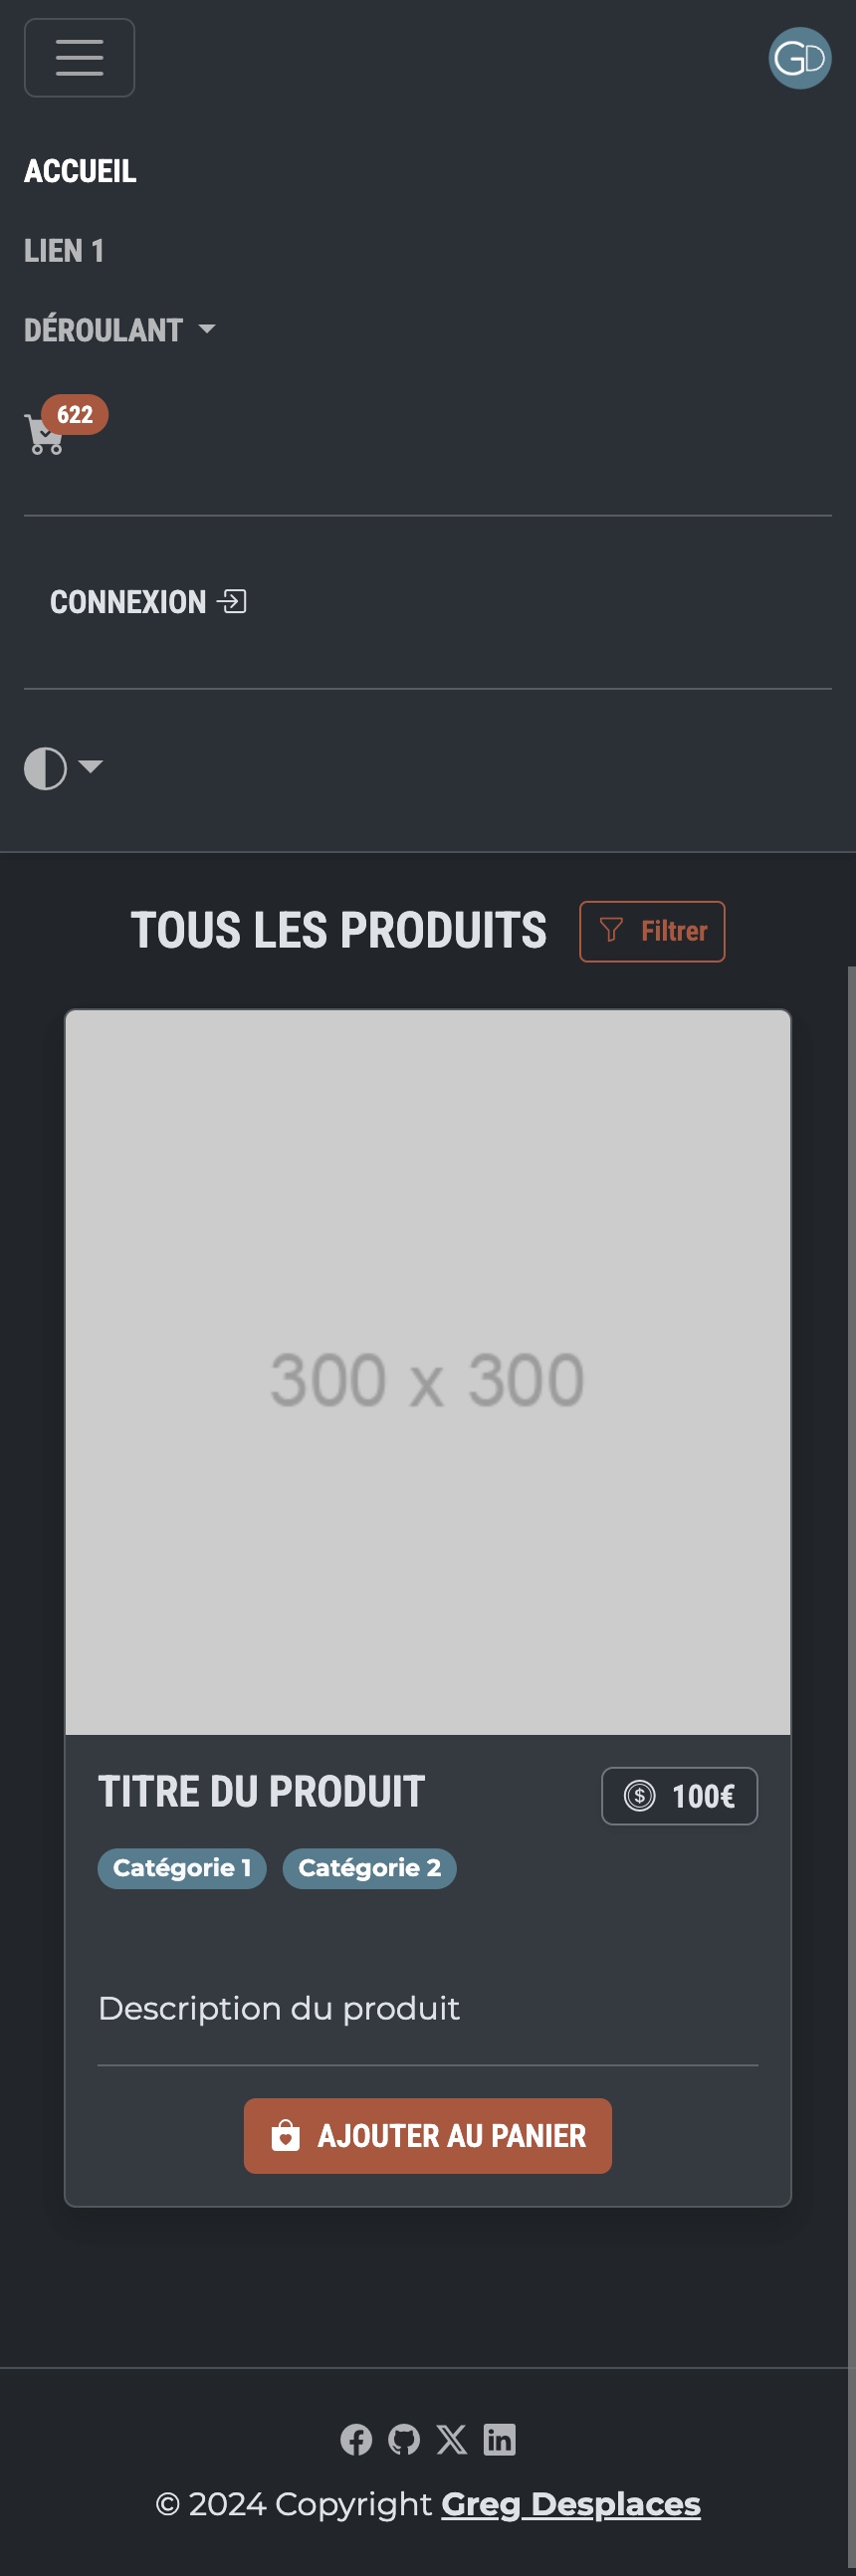 GD
ACCUEIL
LIEN 1
DÉROULANT
622
CONNEXION
TOUS LES PRODUITS
Filtrer
300 x 300
TITRE DU PRODUIT
$ 100€
Catégorie 1 Catégorie 2
Description du produit
AJOUTER AU PANIER
© 2024 Copyright Greg Desplaces